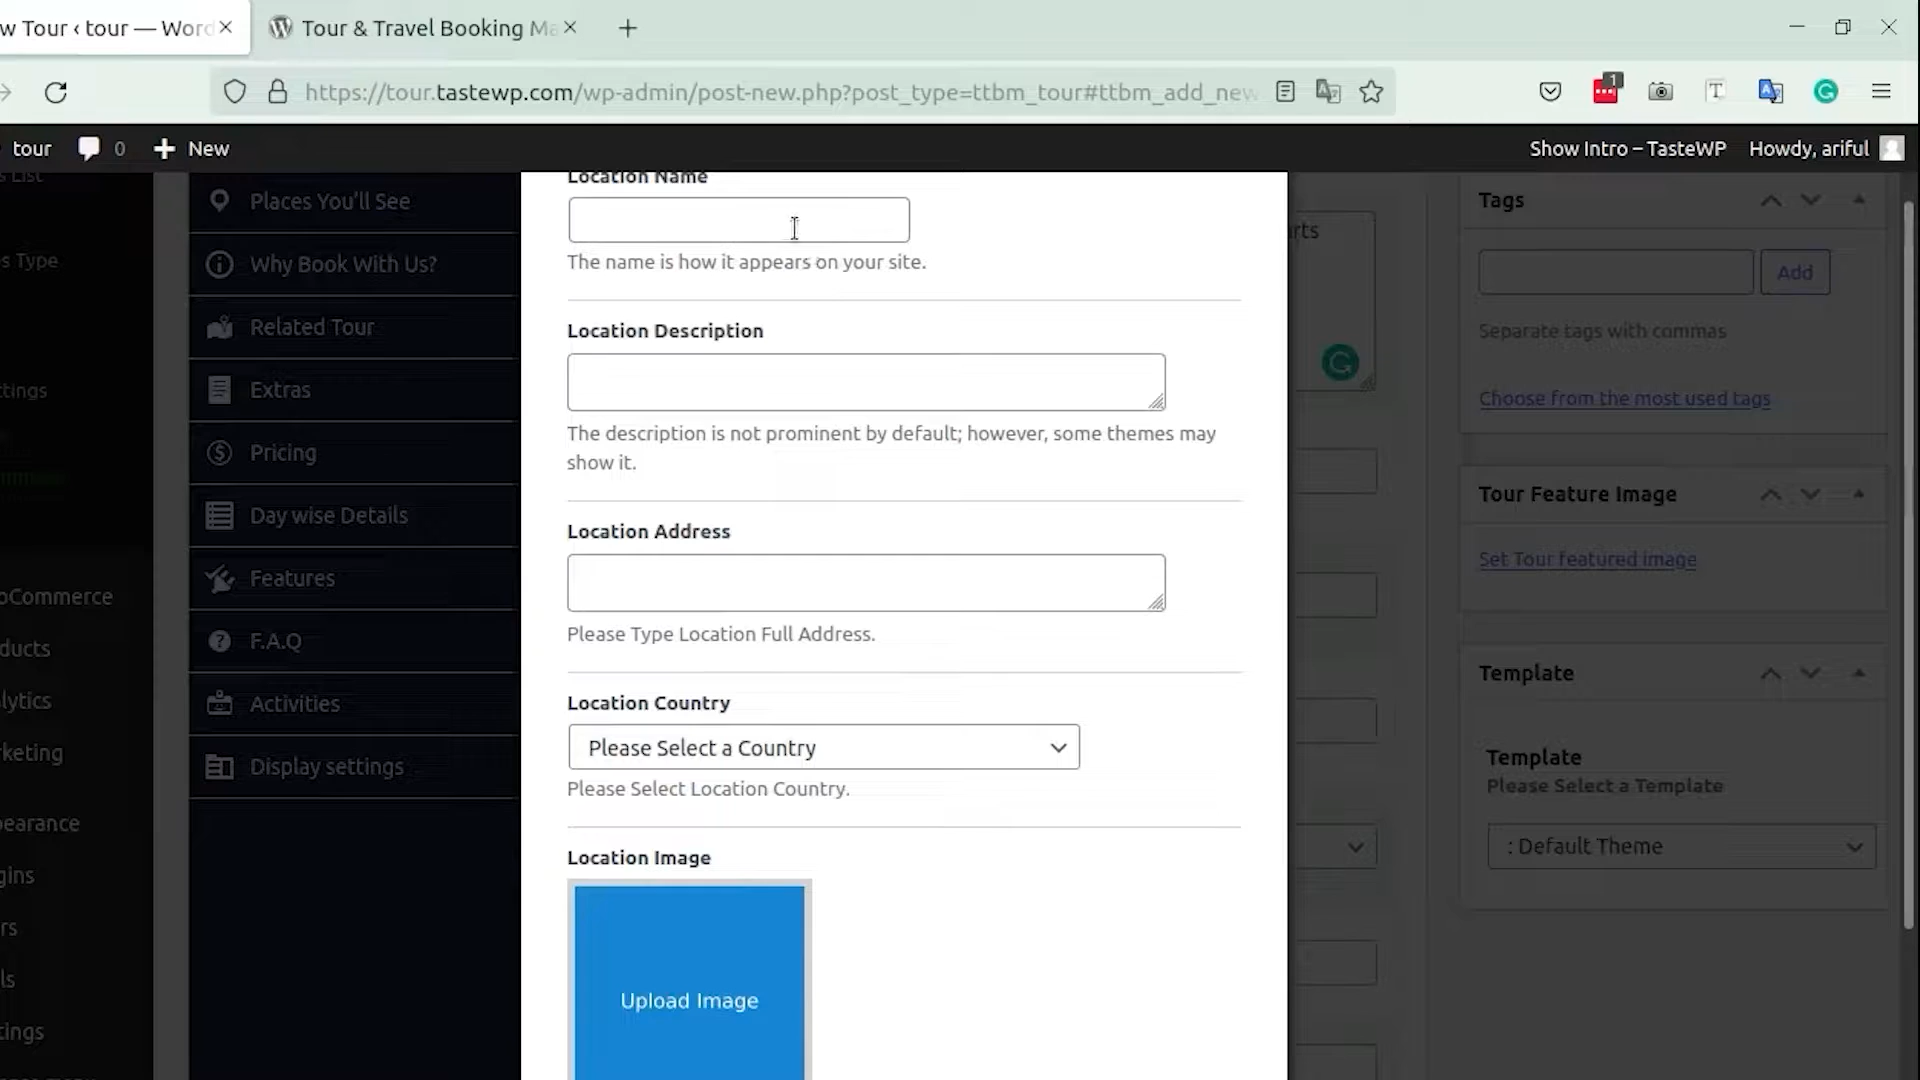 w Tour ‹ tour — Word
Tour & Travel Booking Ma
https://tour.tastewp.com/wp-admin/post-new.php?post_type=ttbm_tour#ttbm_add_new
1
tour
0
New
Show Intro – TasteWP
Howdy, ariful
s List
s Type
ttings
oCommerce
ducts
lytics
rketing
pearance
gins
rs
ls
ttings
Places You'll See
Why Book With Us?
Related Tour
Extras
Pricing
Day wise Details
Features
F.A.Q
Activities
Display settings
Location Name
The name is how it appears on your site.
Location Description
The description is not prominent by default; however, some themes may
show it.
Location Address
Please Type Location Full Address.
Location Country
Please Select a Country
Please Select Location Country.
Location Image
Upload Image
rts
Tags
Add
Separate tags with commas
Choose from the most used tags
Tour Feature Image
Set Tour featured image
Template
Template
Please Select a Template
: Default Theme